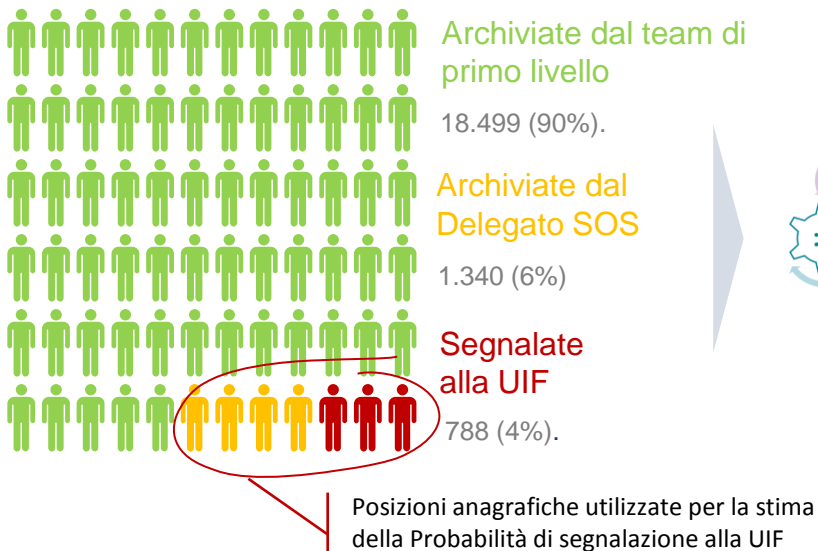 Archiviate dal team di
primo livello
18.499 (90%).
Archiviate dal
Delegato SOS
1.340 (6%)
Segnalate
alla UIF
788 (4%).
Posizioni anagrafiche utilizzate per la stima
della Probabilità di segnalazione alla UIF